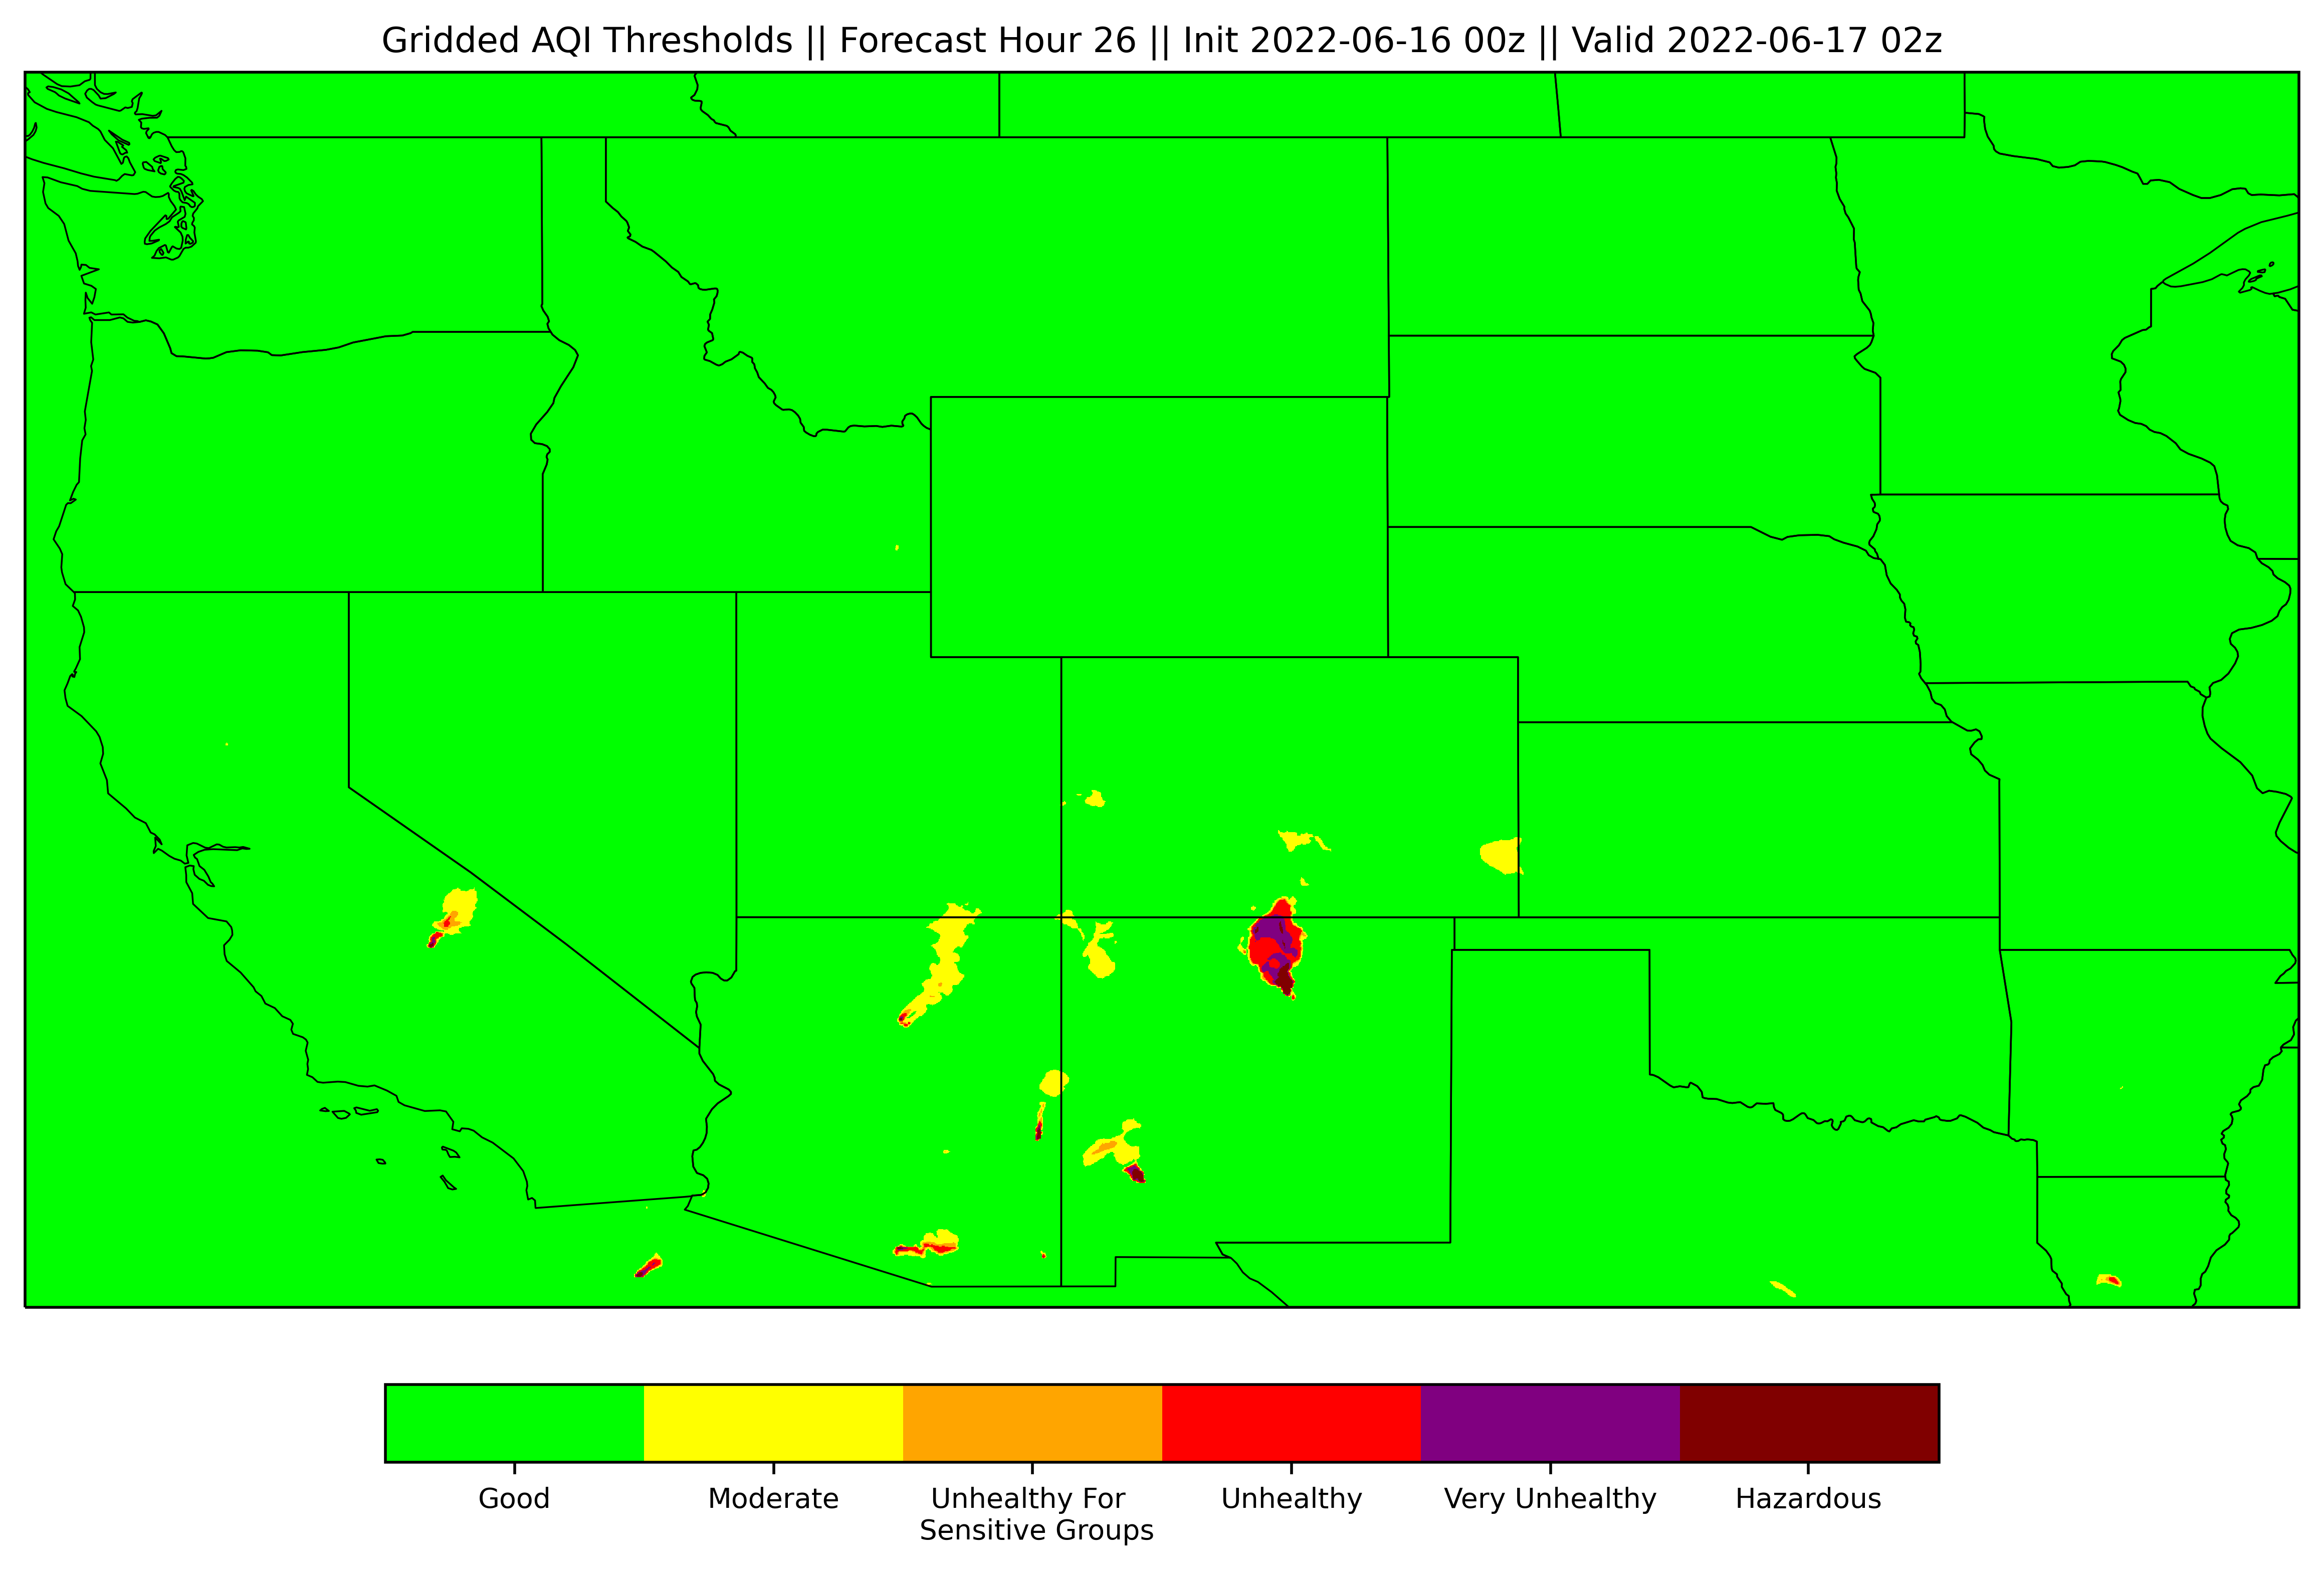 Gridded AQI Thresholds || Forecast Hour 26 || Init 2022-06-16 00z || Valid 2022-06-17 02z
Good Moderate Unhealthy For Unhealthy Very Unhealthy Hazardous
Sensitive Groups